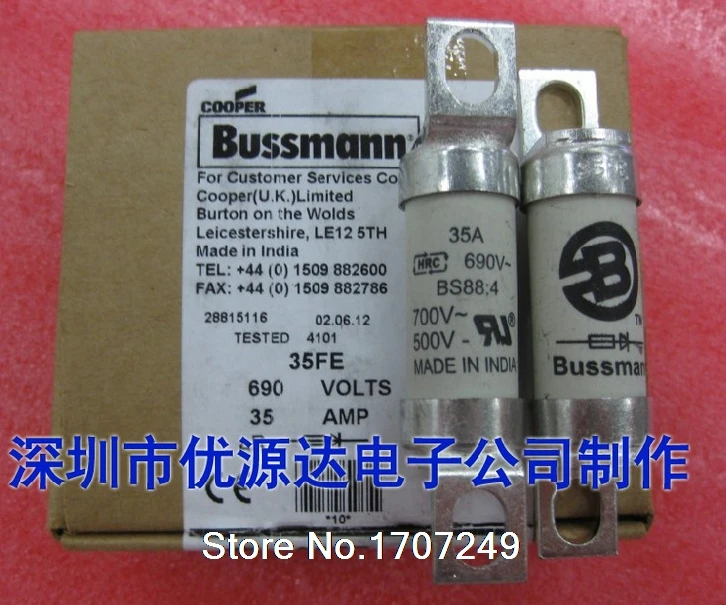 COOPER
Bussmann®
For Customer Services Co
Cooper(U.K.)Limited
Burton on the Wolds
Leicestershire, LE12 5TH
Made in India
TEL: +44 (0) 1509 882600
FAX: +44 (0) 1509 882786
28815116 02.06.12
TESTED 4101
35FE
690 VOLTS
35 AMP
CE
*10*
35A
HRC 690V~
BS88:4
700V~
500V-
MADE IN INDIA
B
TM
Bussmann
深圳市优源达电子公司制作
Store No.1707249